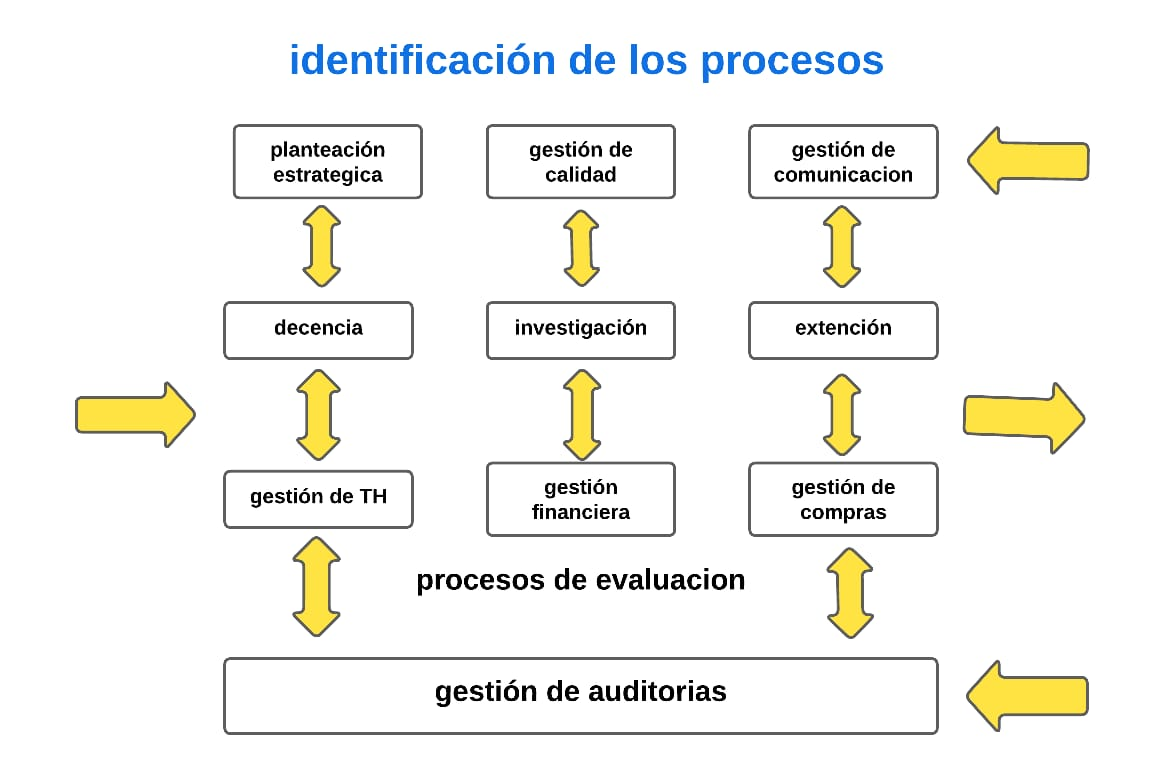 identificación de los procesos
planteación
estrategica
gestión de
calidad
gestión de
comunicacion
decencia
investigación
extención
gestión de TH
gestión
financiera
gestión de
compras
procesos de evaluacion
gestión de auditorias